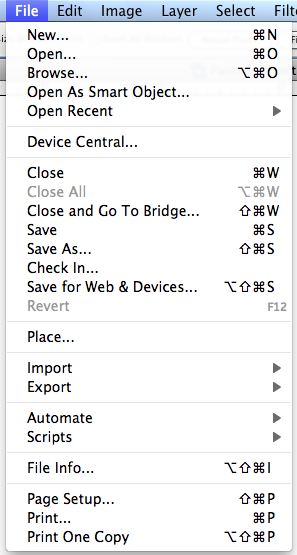 File Edit Image Layer Select Filt
New... ⌘N
Open... ⌘O
Browse... ⌥⌘O
Open As Smart Object...
Open Recent ▶
Device Central...
Close ⌘W
Close All ⌥⌘W
Close and Go To Bridge... ⇧⌘W
Save ⌘S
Save As... ⇧⌘S
Check In...
Save for Web & Devices... ⌥⇧⌘S
Revert F12
Place...
Import ▶
Export ▶
Automate ▶
Scripts ▶
File Info... ⌥⇧⌘I
Page Setup... ⇧⌘P
Print... ⌘P
Print One Copy ⌥⇧⌘P